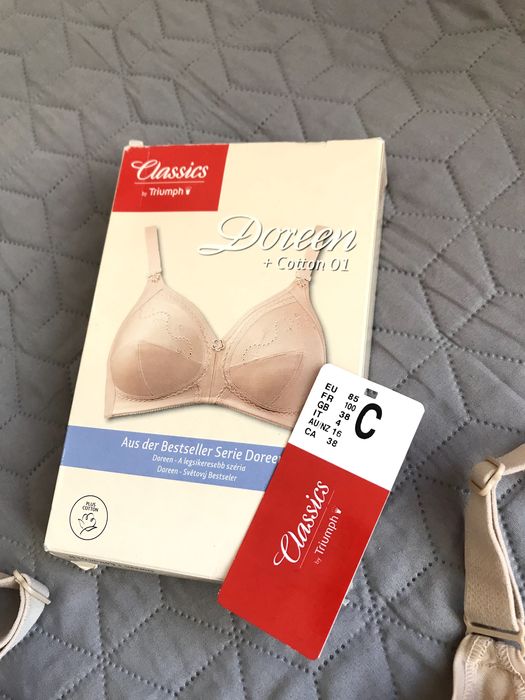 Classics
by Triumph
Doreen
+ Cotton 01
Aus der Bestseller Serie Doreen
Doreen - A legsikeresebb széria
Doreen - Světový Bestseler
PLUS
COTTON
EU 85
FR 100
GB 38
IT 4
AU/NZ 16
CA 38
C
Classics
by Triumph